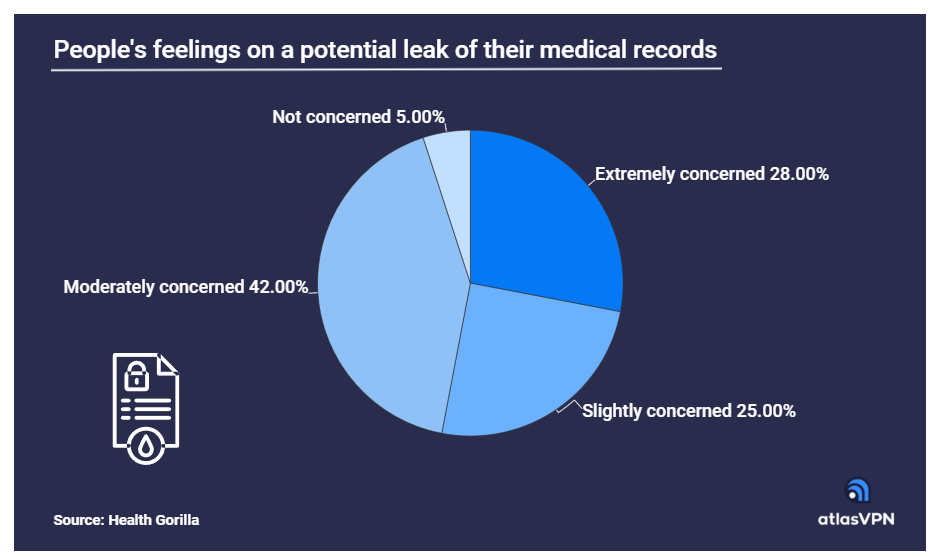 People's feelings on a potential leak of their medical records
Not concerned 5.00%
Extremely concerned 28.00%
Moderately concerned 42.00%
Slightly concerned 25.00%
Source: Health Gorilla
atlasVPN